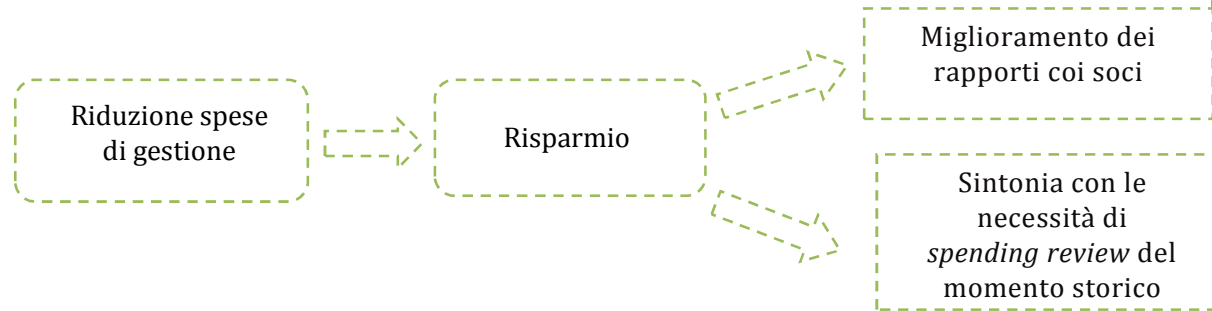 Riduzione spese
di gestione
Risparmio
Miglioramento dei
rapporti coi soci
Sintonia con le
necessità di
spending review del
momento storico